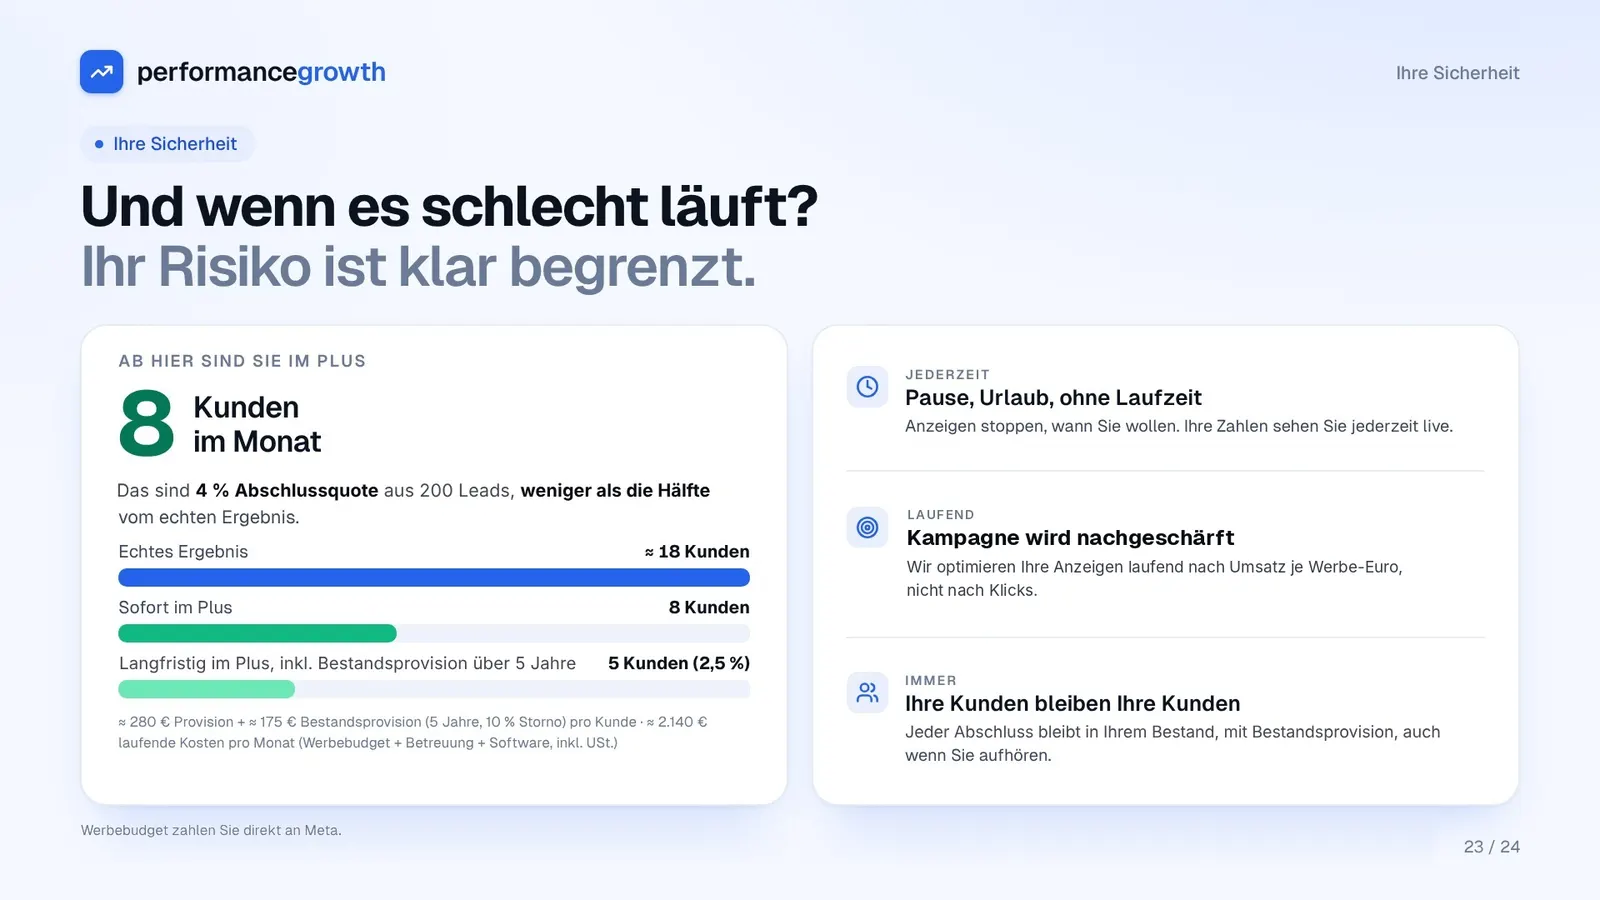 performancegrowth
Ihre Sicherheit
Ihre Sicherheit
Und wenn es schlecht läuft?
Ihr Risiko ist klar begrenzt.
AB HIER SIND SIE IM PLUS
8
Kunden
im Monat
Das sind 4 % Abschlussquote aus 200 Leads, weniger als die Hälfte
vom echten Ergebnis.
Echtes Ergebnis ≈ 18 Kunden
Sofort im Plus 8 Kunden
Langfristig im Plus, inkl. Bestandsprovision über 5 Jahre 5 Kunden (2,5 %)
≈ 280 € Provision + ≈ 175 € Bestandsprovision (5 Jahre, 10 % Storno) pro Kunde · ≈ 2.140 €
laufende Kosten pro Monat (Werbebudget + Betreuung + Software, inkl. USt.)
JEDERZEIT
Pause, Urlaub, ohne Laufzeit
Anzeigen stoppen, wann Sie wollen. Ihre Zahlen sehen Sie jederzeit live.
LAUFEND
Kampagne wird nachgeschärft
Wir optimieren Ihre Anzeigen laufend nach Umsatz je Werbe-Euro,
nicht nach Klicks.
IMMER
Ihre Kunden bleiben Ihre Kunden
Jeder Abschluss bleibt in Ihrem Bestand, mit Bestandsprovision, auch
wenn Sie aufhören.
Werbebudget zahlen Sie direkt an Meta.
23 / 24